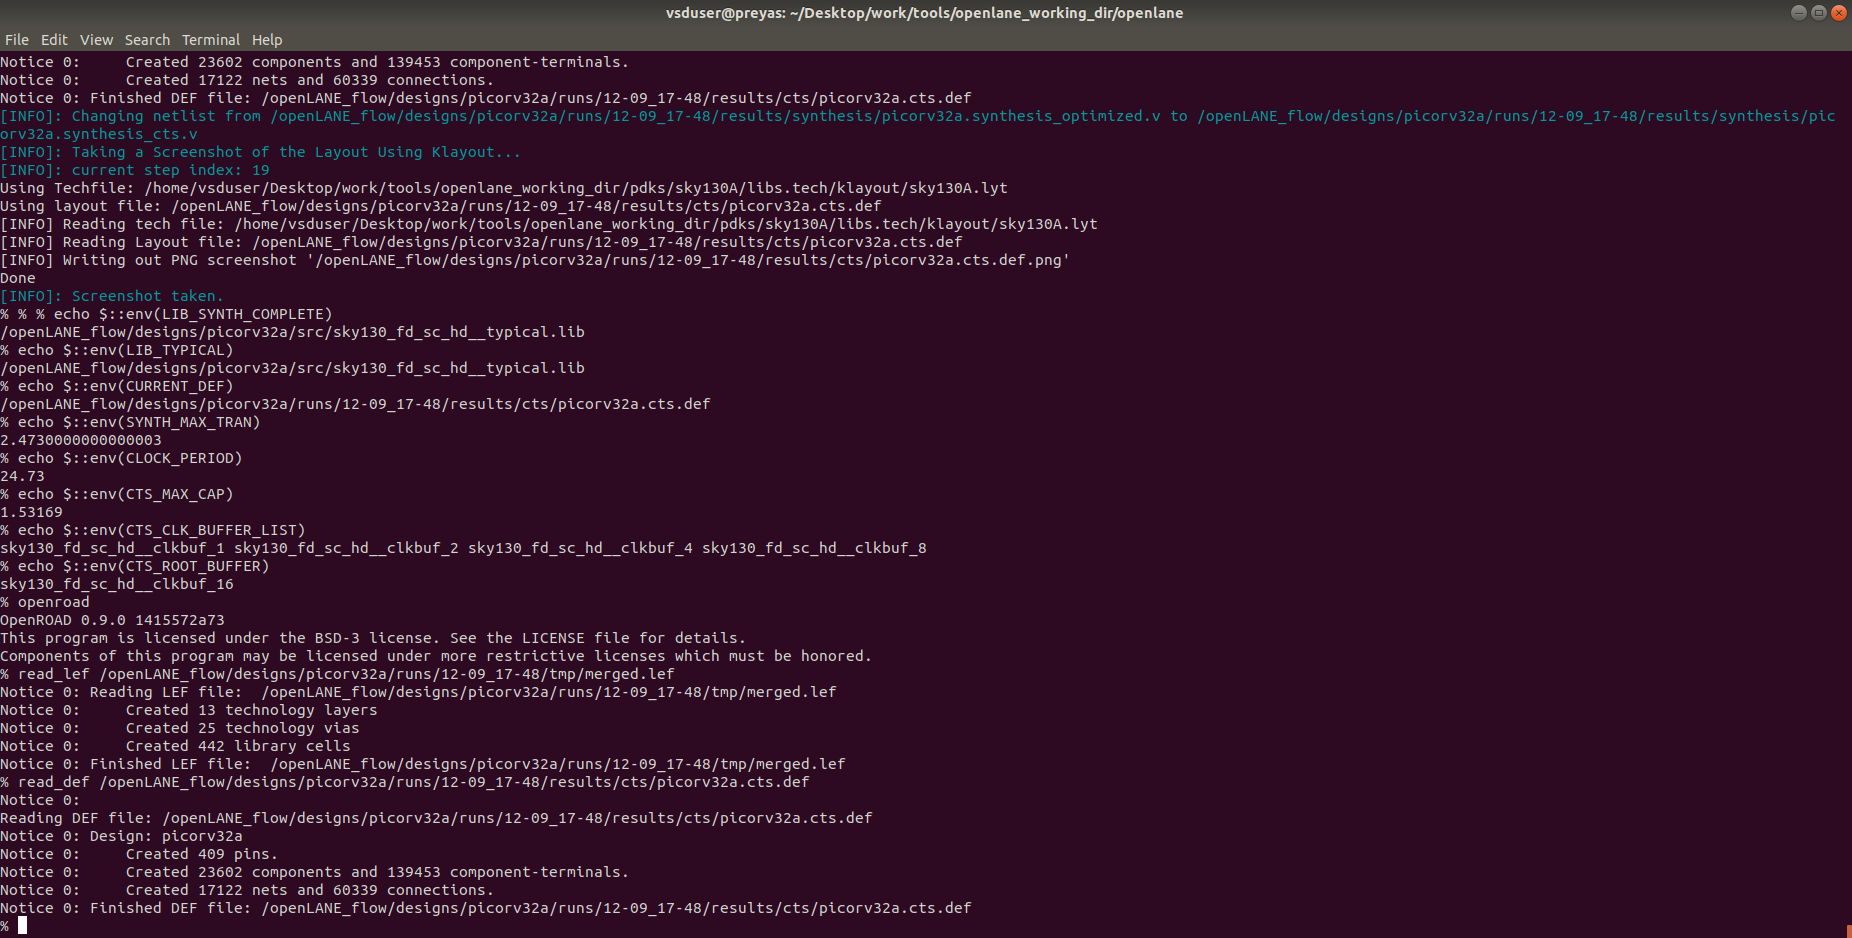 vsduser@preyas: ~/Desktop/work/tools/openlane_working_dir/openlane
File Edit View Search Terminal Help
Notice 0:     Created 23602 components and 139453 component-terminals.
Notice 0:     Created 17122 nets and 60339 connections.
Notice 0: Finished DEF file: /openLANE_flow/designs/picorv32a/runs/12-09_17-48/results/cts/picorv32a.cts.def
[INFO]: Changing netlist from /openLANE_flow/designs/picorv32a/runs/12-09_17-48/results/synthesis/picorv32a.synthesis_optimized.v to /openLANE_flow/designs/picorv32a/runs/12-09_17-48/results/synthesis/pic
orv32a.synthesis_cts.v
[INFO]: Taking a Screenshot of the Layout Using Klayout...
[INFO]: current step index: 19
Using Techfile: /home/vsduser/Desktop/work/tools/openlane_working_dir/pdks/sky130A/libs.tech/klayout/sky130A.lyt
Using layout file: /openLANE_flow/designs/picorv32a/runs/12-09_17-48/results/cts/picorv32a.cts.def
[INFO] Reading tech file: /home/vsduser/Desktop/work/tools/openlane_working_dir/pdks/sky130A/libs.tech/klayout/sky130A.lyt
[INFO] Reading Layout file: /openLANE_flow/designs/picorv32a/runs/12-09_17-48/results/cts/picorv32a.cts.def
[INFO] Writing out PNG screenshot '/openLANE_flow/designs/picorv32a/runs/12-09_17-48/results/cts/picorv32a.cts.def.png'
Done
[INFO]: Screenshot taken.
% % % echo $::env(LIB_SYNTH_COMPLETE)
/openLANE_flow/designs/picorv32a/src/sky130_fd_sc_hd__typical.lib
% echo $::env(LIB_TYPICAL)
/openLANE_flow/designs/picorv32a/src/sky130_fd_sc_hd__typical.lib
% echo $::env(CURRENT_DEF)
/openLANE_flow/designs/picorv32a/runs/12-09_17-48/results/cts/picorv32a.cts.def
% echo $::env(SYNTH_MAX_TRAN)
2.4730000000000003
% echo $::env(CLOCK_PERIOD)
24.73
% echo $::env(CTS_MAX_CAP)
1.53169
% echo $::env(CTS_CLK_BUFFER_LIST)
sky130_fd_sc_hd__clkbuf_1 sky130_fd_sc_hd__clkbuf_2 sky130_fd_sc_hd__clkbuf_4 sky130_fd_sc_hd__clkbuf_8
% echo $::env(CTS_ROOT_BUFFER)
sky130_fd_sc_hd__clkbuf_16
% openroad
OpenROAD 0.9.0 1415572a73
This program is licensed under the BSD-3 license. See the LICENSE file for details.
Components of this program may be licensed under more restrictive licenses which must be honored.
% read_lef /openLANE_flow/designs/picorv32a/runs/12-09_17-48/tmp/merged.lef
Notice 0: Reading LEF file:  /openLANE_flow/designs/picorv32a/runs/12-09_17-48/tmp/merged.lef
Notice 0:     Created 13 technology layers
Notice 0:     Created 25 technology vias
Notice 0:     Created 442 library cells
Notice 0: Finished LEF file:  /openLANE_flow/designs/picorv32a/runs/12-09_17-48/tmp/merged.lef
% read_def /openLANE_flow/designs/picorv32a/runs/12-09_17-48/results/cts/picorv32a.cts.def
Notice 0:
Reading DEF file: /openLANE_flow/designs/picorv32a/runs/12-09_17-48/results/cts/picorv32a.cts.def
Notice 0: Design: picorv32a
Notice 0:     Created 409 pins.
Notice 0:     Created 23602 components and 139453 component-terminals.
Notice 0:     Created 17122 nets and 60339 connections.
Notice 0: Finished DEF file: /openLANE_flow/designs/picorv32a/runs/12-09_17-48/results/cts/picorv32a.cts.def
%